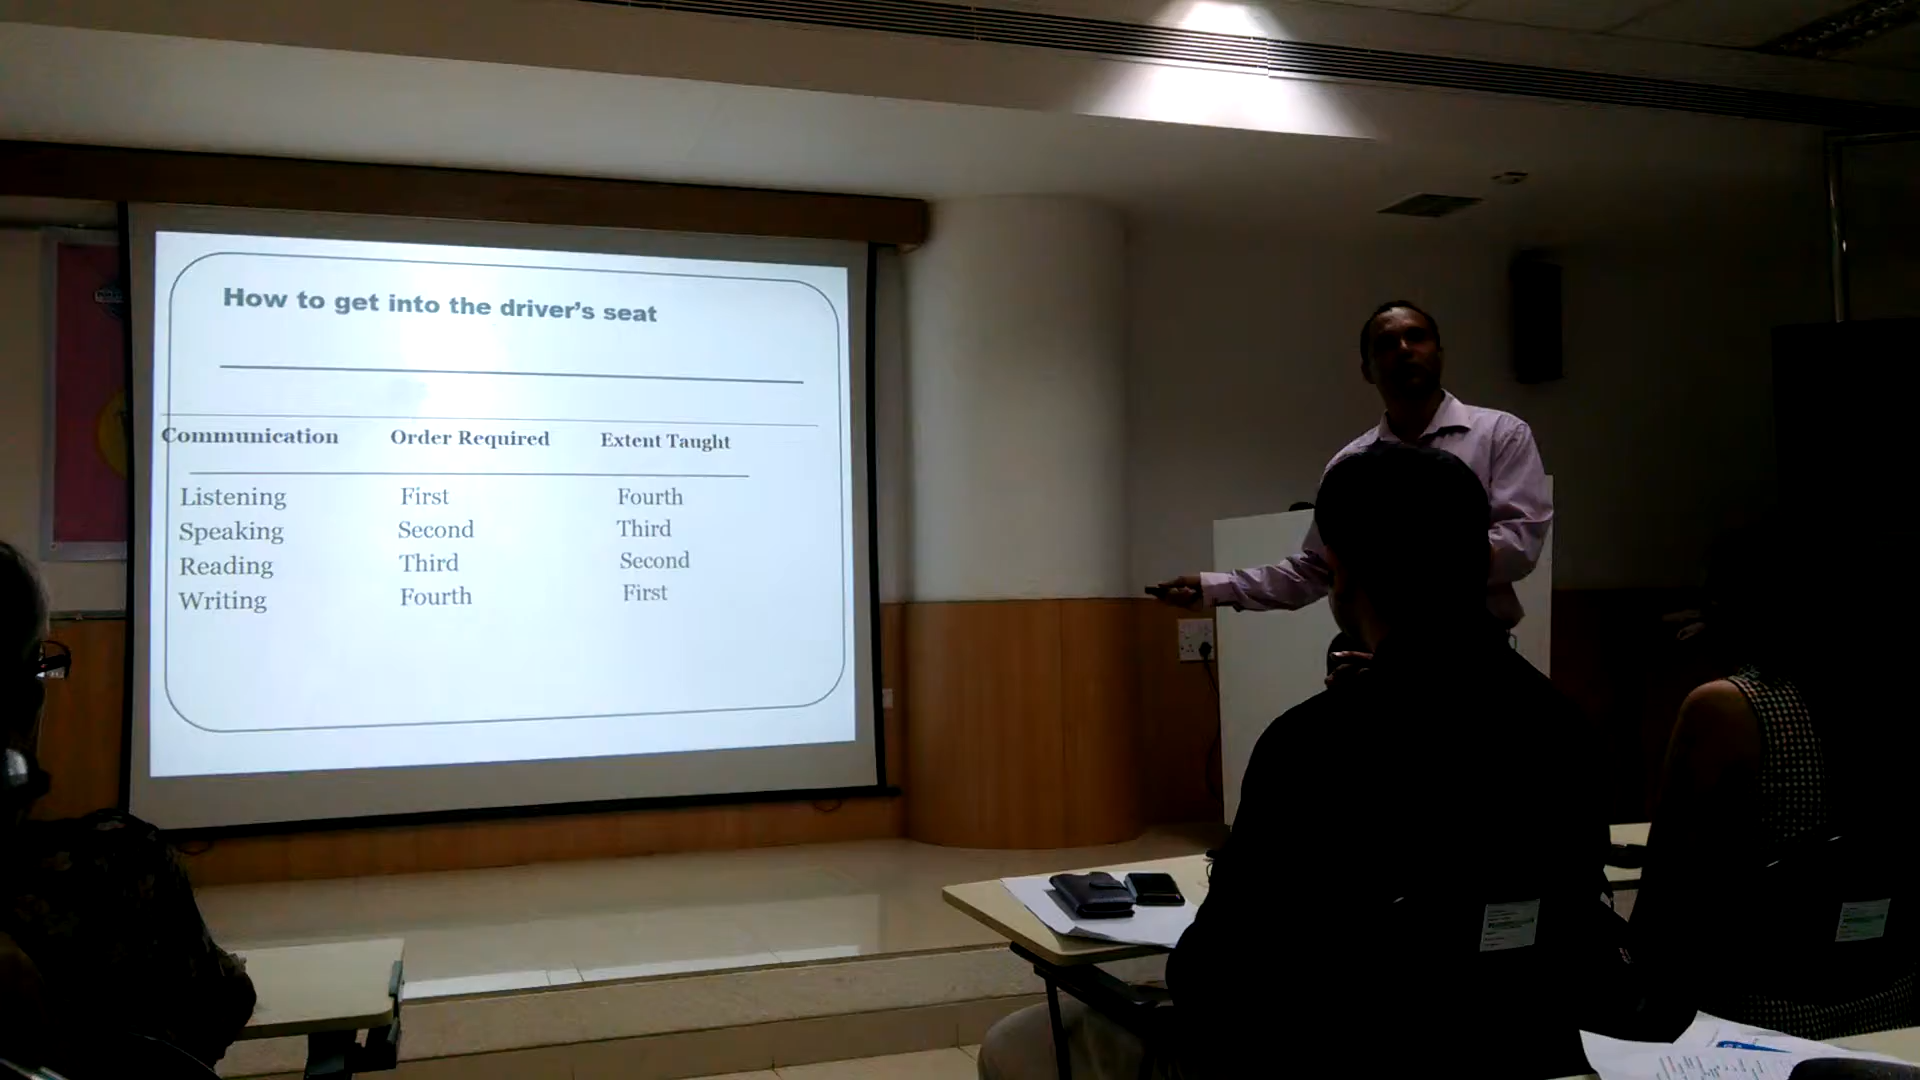 How to get into the driver's seat
Communication Order Required Extent Taught
Listening First Fourth
Speaking Second Third
Reading Third Second
Writing Fourth First